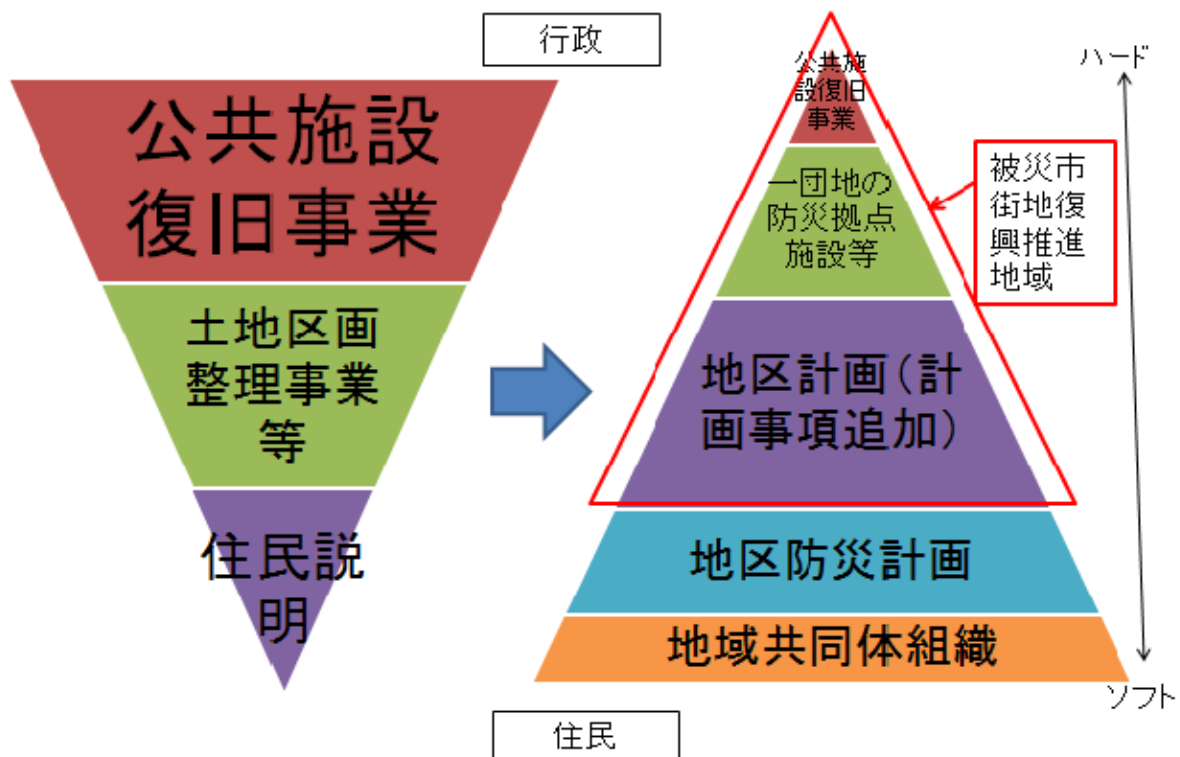 行政
公共施設
復旧事業
土地区画
整理事業
等
住民説
明
公共施
設復旧
事業
一団地の
防災拠点
施設等
地区計画(計
画事項追加)
地区防災計画
地域共同体組織
被災市
街地復
興推進
地域
ハード
ソフト
住民